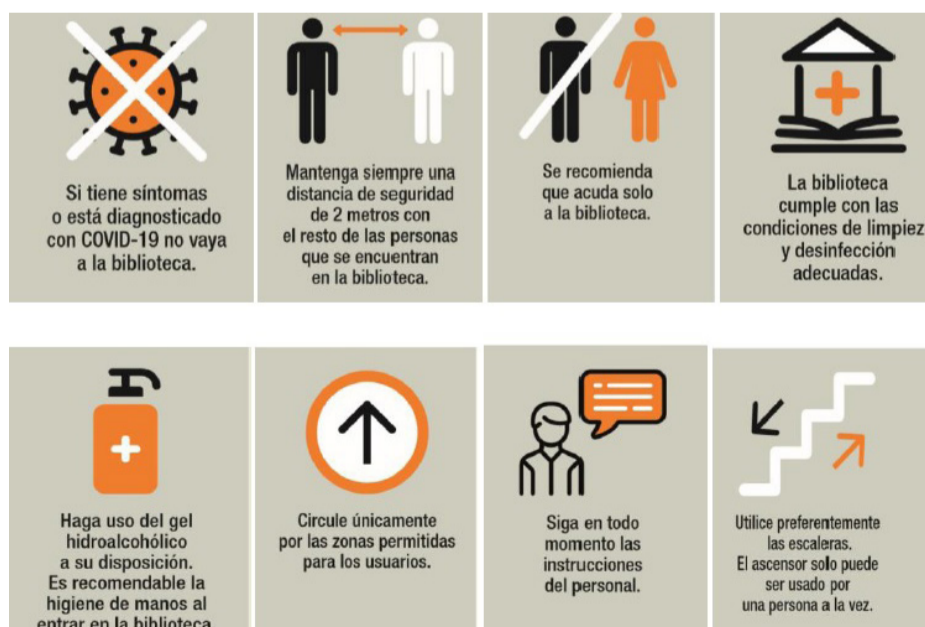 Si tiene síntomas
o está diagnosticado
con COVID-19 no vaya
a la biblioteca.
Mantenga siempre una
distancia de seguridad
de 2 metros con
el resto de las personas
que se encuentran
en la biblioteca.
Se recomienda
que acuda solo
a la biblioteca.
La biblioteca
cumple con las
condiciones de limpiez
y desinfección
adecuadas.
Haga uso del gel
hidroalcohólico
a su disposición.
Es recomendable la
higiene de manos al
entrar en la biblioteca
Circule únicamente
por las zonas permitidas
para los usuarios.
Siga en todo
momento las
instrucciones
del personal.
Utilice preferentemente
las escaleras.
El ascensor solo puede
ser usado por
una persona a la vez.